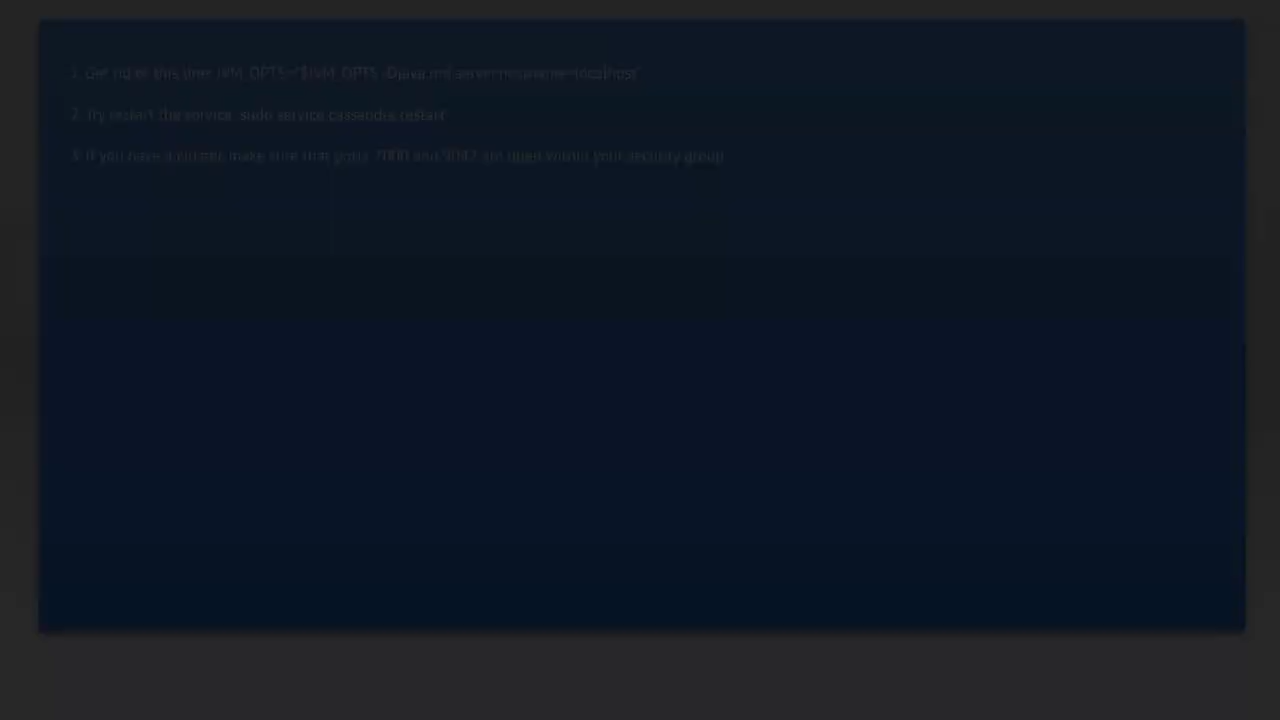 1. Get rid of this line: JVM_OPTS="$JVM_OPTS -Djava.rmi.server.hostname=localhost"
2. Try restart the service: sudo service cassandra restart
3. If you have a cluster, make sure that ports 7000 and 9042 are open within your security group